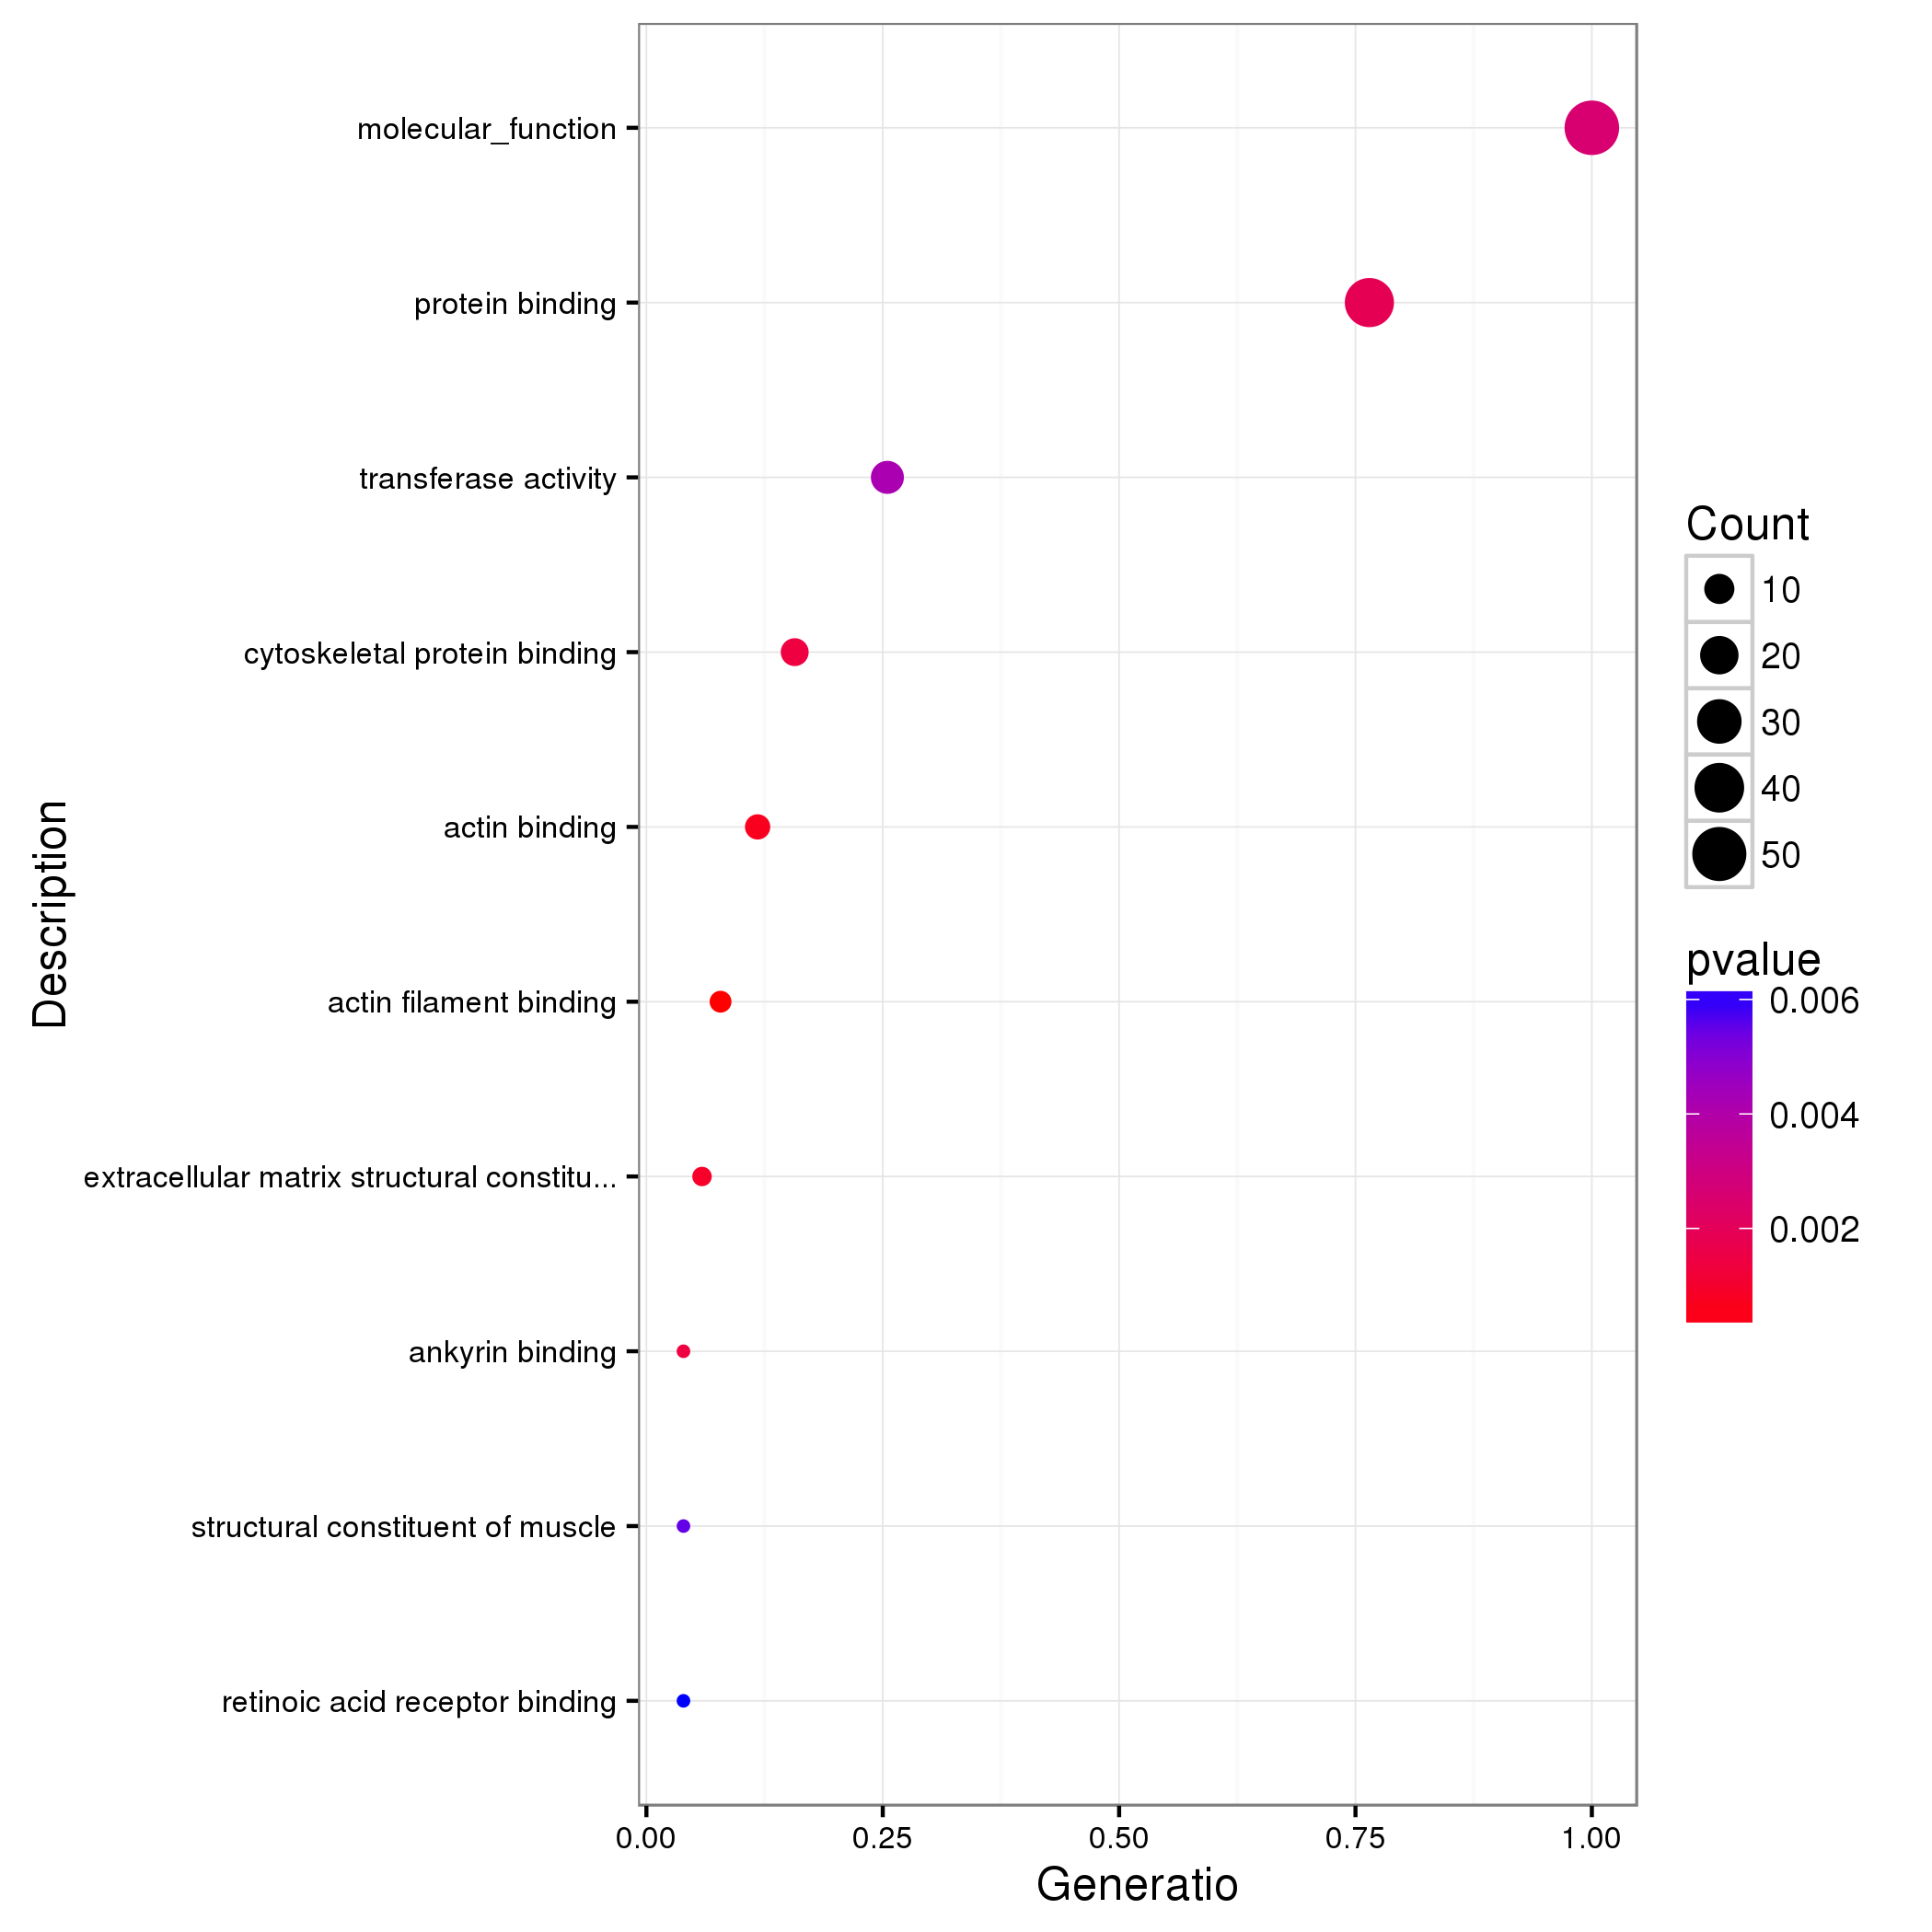 molecular_function
protein binding
transferase activity
cytoskeletal protein binding
actin binding
actin filament binding
extracellular matrix structural constitu...
ankyrin binding
structural constituent of muscle
retinoic acid receptor binding
Description
0.00 0.25 0.50 0.75 1.00
Generatio
Count
10
20
30
40
50
pvalue
0.006
0.004
0.002